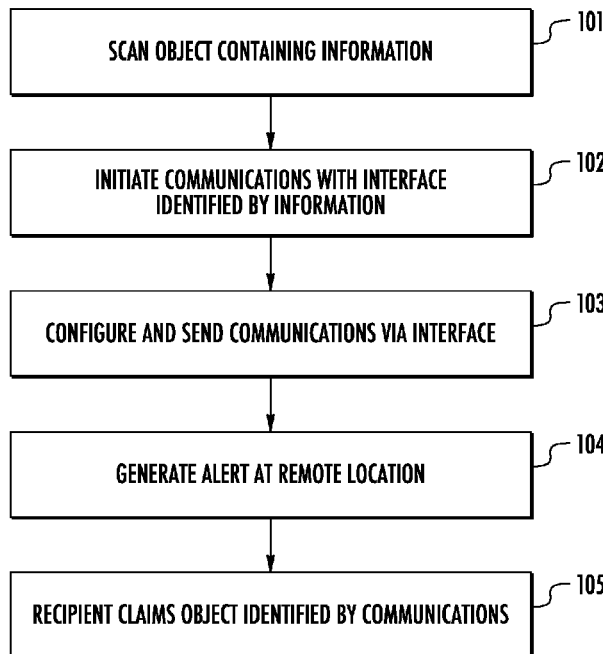 SCAN OBJECT CONTAINING INFORMATION
101
INITIATE COMMUNICATIONS WITH INTERFACE
IDENTIFIED BY INFORMATION
102
CONFIGURE AND SEND COMMUNICATIONS VIA INTERFACE
103
GENERATE ALERT AT REMOTE LOCATION
104
RECIPIENT CLAIMS OBJECT IDENTIFIED BY COMMUNICATIONS
105